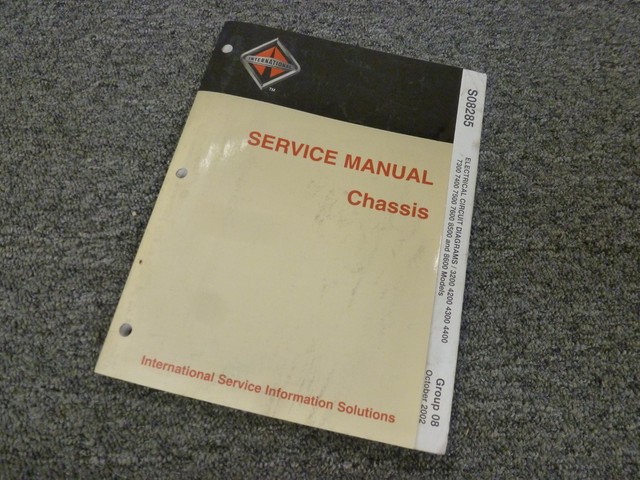 INTERNATIONAL
TM
SERVICE MANUAL
Chassis
International Service Information Solutions
S08285
ELECTRICAL CIRCUIT DIAGRAMS / 3200 4200 4300 4400
7300 7400 7500 7600 8500 and 8600 Models
Group 08
October 2002